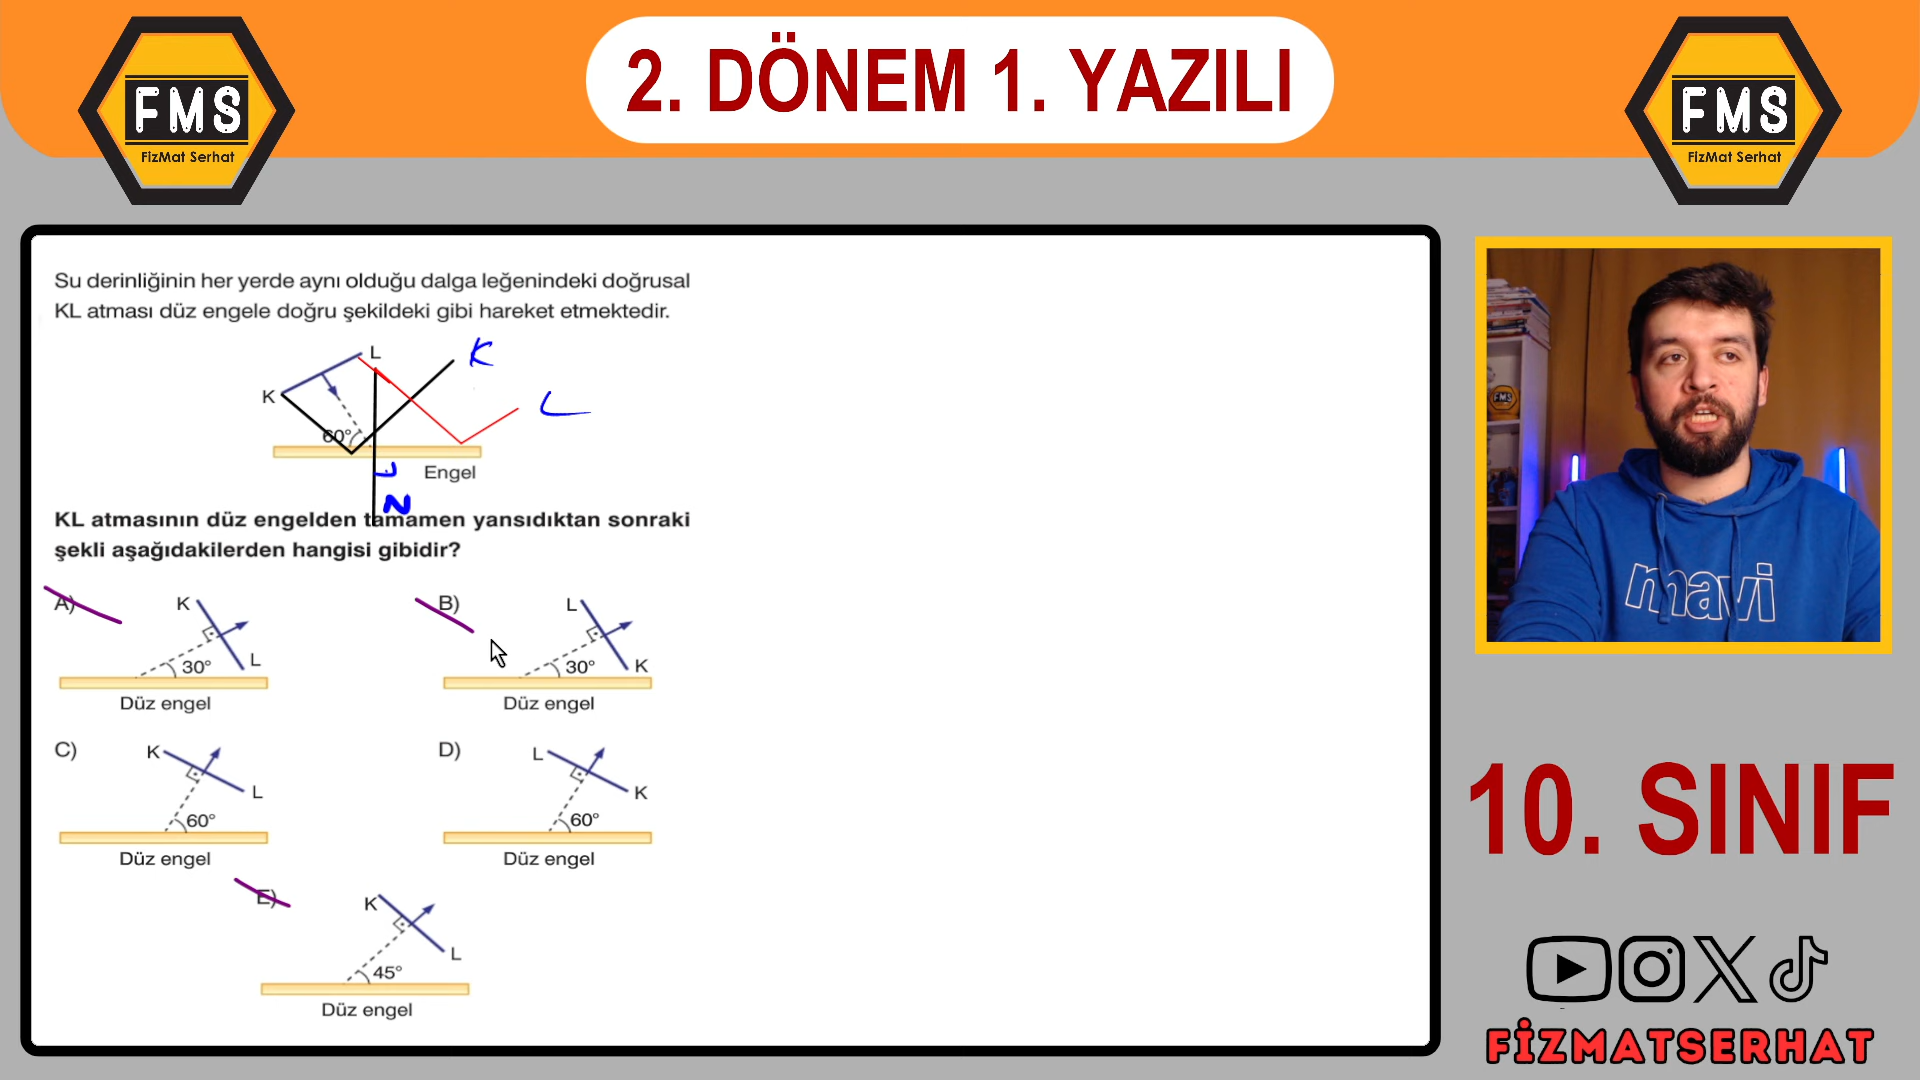 FMS
FizMat Serhat
2. DÖNEM 1. YAZILI
FMS
FizMat Serhat
Su derinliğinin her yerde aynı olduğu dalga leğenindeki doğrusal
KL atması düz engele doğru şekildeki gibi hareket etmektedir.
L
K
K
L
60°
Engel
N
KL atmasının düz engelden tamamen yansıdıktan sonraki
şekli aşağıdakilerden hangisi gibidir?
A)
K
L
30°
Düz engel
B)
L
K
30°
Düz engel
C)
K
L
60°
Düz engel
D)
L
K
60°
Düz engel
E)
K
L
45°
Düz engel
FMS
mavi
10. SINIF
FİZMATSERHAT